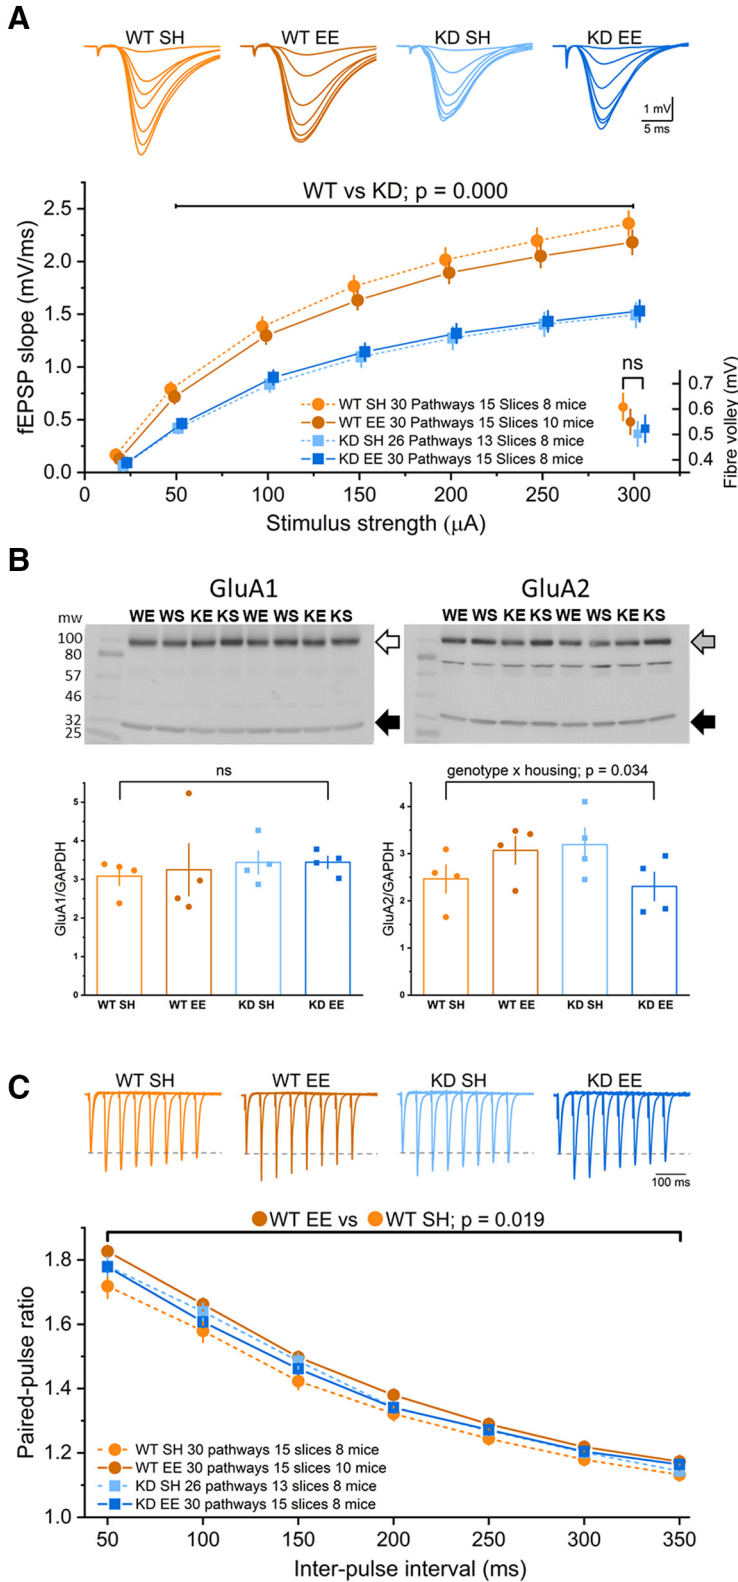 A
WT SH WT EE KD SH KD EE
1 mV
5 ms
WT vs KD; p = 0.000
fEPSP slope (mV/ms)
2.5
2.0
1.5
1.0
0.5
0.0
ns
WT SH 30 Pathways 15 Slices 8 mice
WT EE 30 Pathways 15 Slices 10 mice
KD SH 26 Pathways 13 Slices 8 mice
KD EE 30 Pathways 15 Slices 8 mice
0.7
0.6
0.5
0.4
Fibre volley (mV)
0 50 100 150 200 250 300
Stimulus strength (μA)
B
GluA1 GluA2
mw WE WS KE KS WE WS KE KS WE WS KE KS WE WS KE KS
100
80
57
46
32
25
ns
GluA1/GAPDH
5
4
3
2
1
0
WT SH WT EE KD SH KD EE
genotype x housing; p = 0.034
GluA2/GAPDH
4
3
2
1
0
WT SH WT EE KD SH KD EE
C
WT SH WT EE KD SH KD EE
100 ms
WT EE vs WT SH; p = 0.019
Paired-pulse ratio
1.8
1.6
1.4
1.2
1.0
WT SH 30 pathways 15 slices 8 mice
WT EE 30 pathways 15 slices 10 mice
KD SH 26 pathways 13 slices 8 mice
KD EE 30 pathways 15 slices 8 mice
50 100 150 200 250 300 350
Inter-pulse interval (ms)